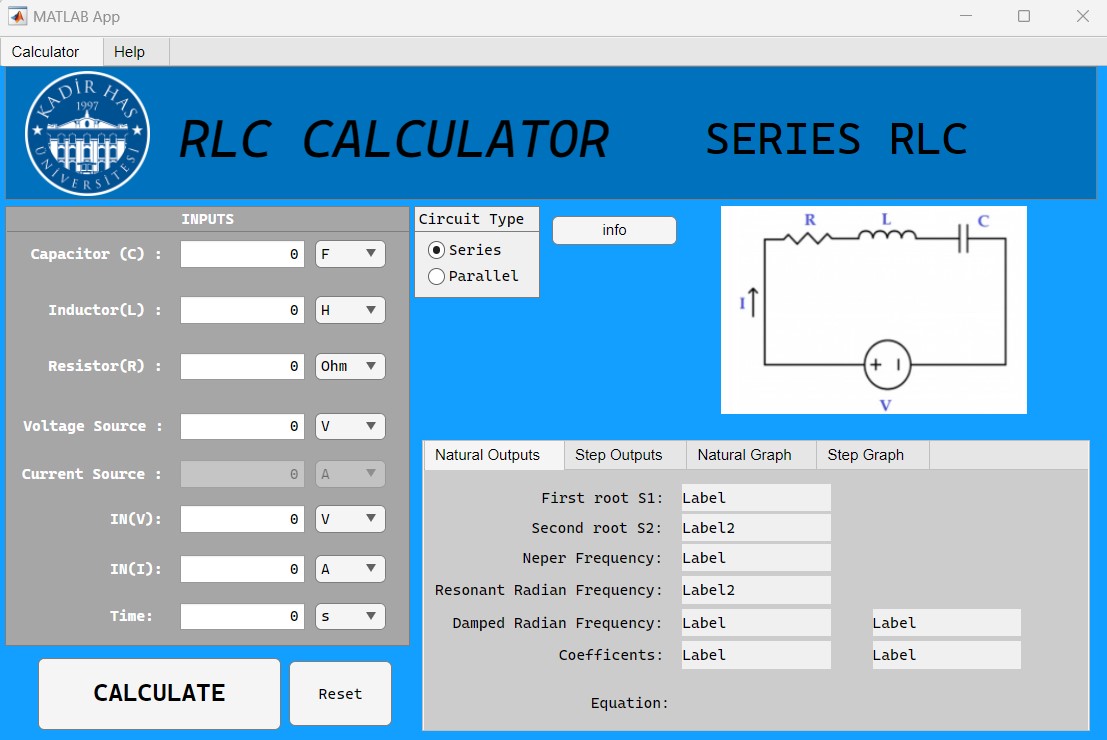 MATLAB App
Calculator Help
KADİR HAS
1997
ÜNİVERSİTESİ
RLC CALCULATOR SERIES RLC
INPUTS
Capacitor (C) : 0 F
Inductor(L) : 0 H
Resistor(R) : 0 Ohm
Voltage Source : 0 V
Current Source : 0 A
IN(V): 0 V
IN(I): 0 A
Time: 0 s
CALCULATE Reset
Circuit Type
Series
Parallel
info
R L C
I
+ I
V
Natural Outputs Step Outputs Natural Graph Step Graph
First root S1: Label
Second root S2: Label2
Neper Frequency: Label
Resonant Radian Frequency: Label2
Damped Radian Frequency: Label Label
Coefficents: Label Label
Equation: